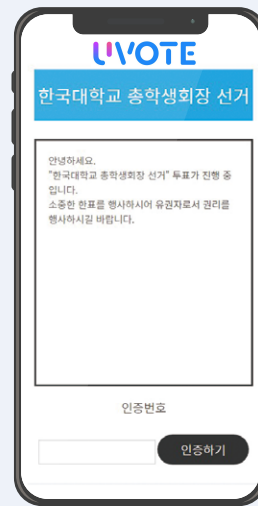 UVOTE
한국대학교 총학생회장 선거
안녕하세요.
"한국대학교 총학생회장 선거" 투표가 진행 중
입니다.
소중한 한표를 행사하시어 유권자로서 권리를
행사하시길 바랍니다.
인증번호
인증하기